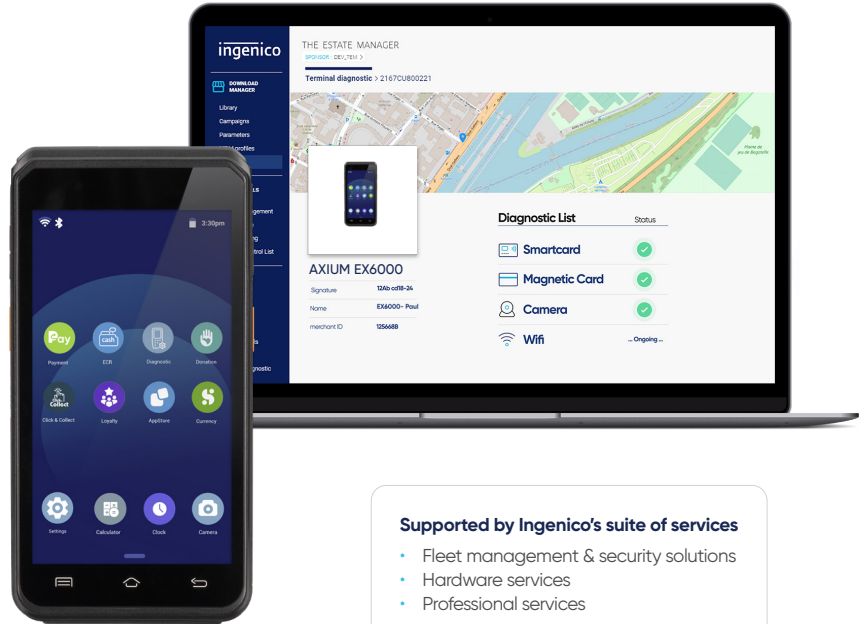 ingenico
THE ESTATE MANAGER
SPONSOR : DEV_TEM >
Terminal diagnostic > 2167CU800221
DOWNLOAD
MANAGER
Library
Campaigns
Parameters
profiles
Diagnostic List Status
Smartcard
Magnetic Card
Camera
Wifi ... Ongoing ...
AXIUM EX6000
Signature 12Ab cd18-24
Name EX6000- Paul
merchant ID 125668B
3:30pm
Pay
cash
Payment ECR Diagnostic Donation
Collect
Click & Collect Loyalty AppStore Currency
Settings Calculator Clock Camera
Supported by Ingenico's suite of services
• Fleet management & security solutions
• Hardware services
• Professional services